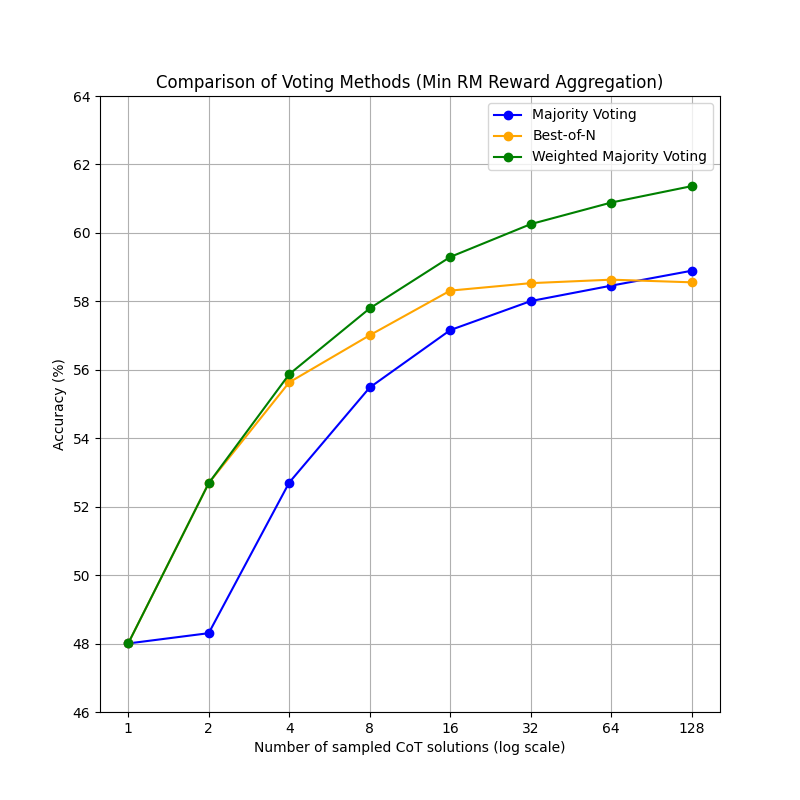 Comparison of Voting Methods (Min RM Reward Aggregation)
Majority Voting
Best-of-N
Weighted Majority Voting
Accuracy (%)
64
62
60
58
56
54
52
50
48
46
1 2 4 8 16 32 64 128
Number of sampled CoT solutions (log scale)